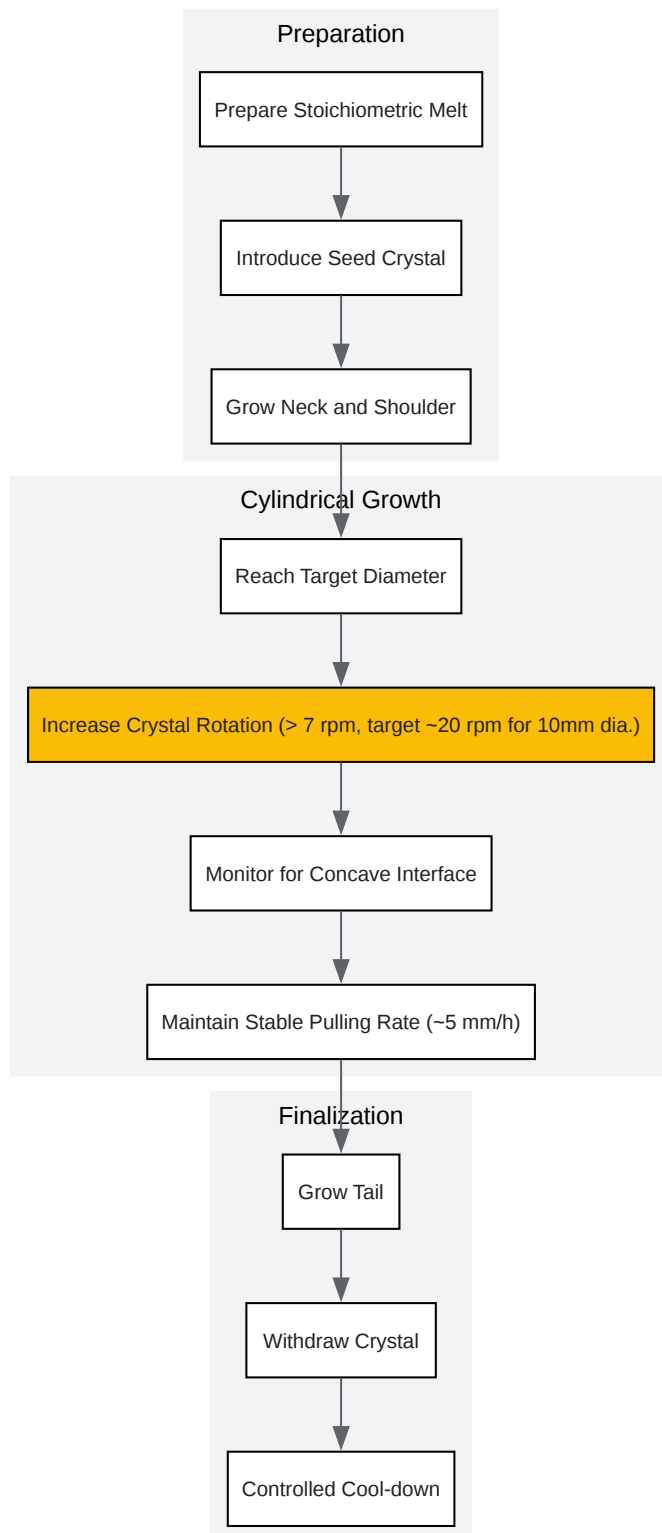 Preparation
Prepare Stoichiometric Melt
Introduce Seed Crystal
Grow Neck and Shoulder
Cylindrical Growth
Reach Target Diameter
Increase Crystal Rotation (> 7 rpm, target ~20 rpm for 10mm dia.)
Monitor for Concave Interface
Maintain Stable Pulling Rate (~5 mm/h)
Finalization
Grow Tail
Withdraw Crystal
Controlled Cool-down